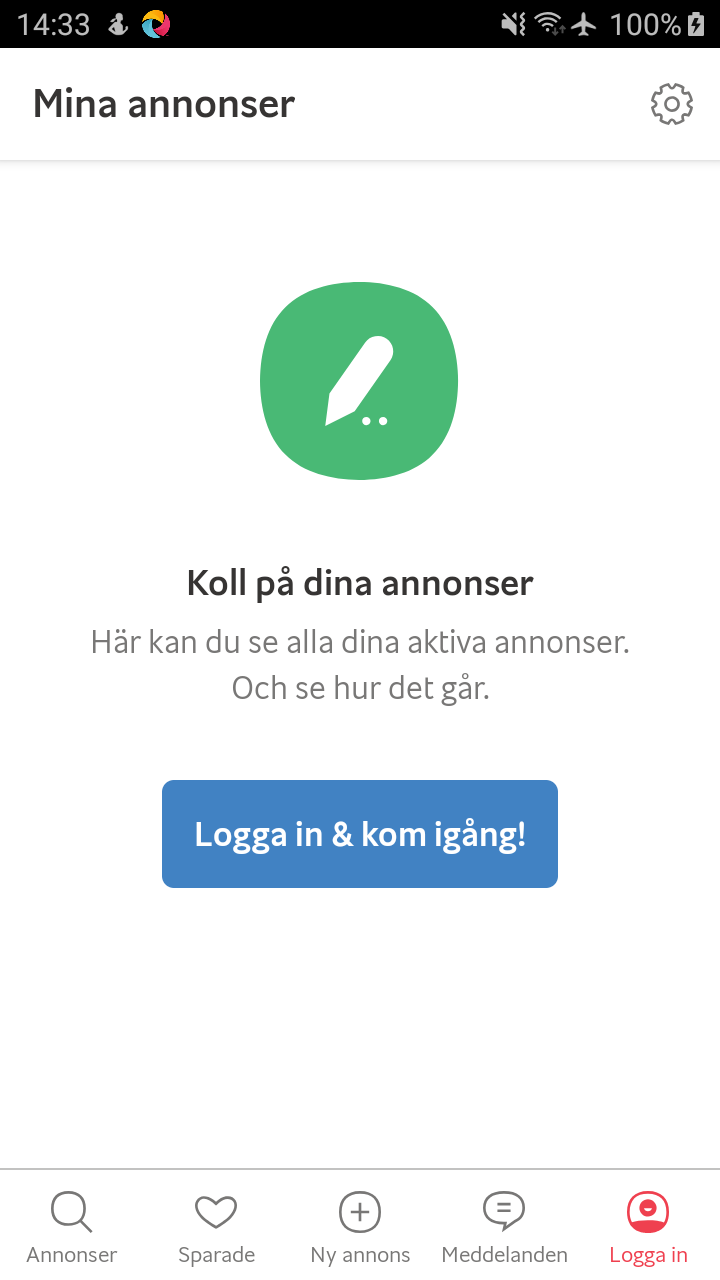 14:33
100%
Mina annonser
Koll på dina annonser
Här kan du se alla dina aktiva annonser.
Och se hur det går.
Logga in & kom igång!
Annonser
Sparade
Ny annons
Meddelanden
Logga in